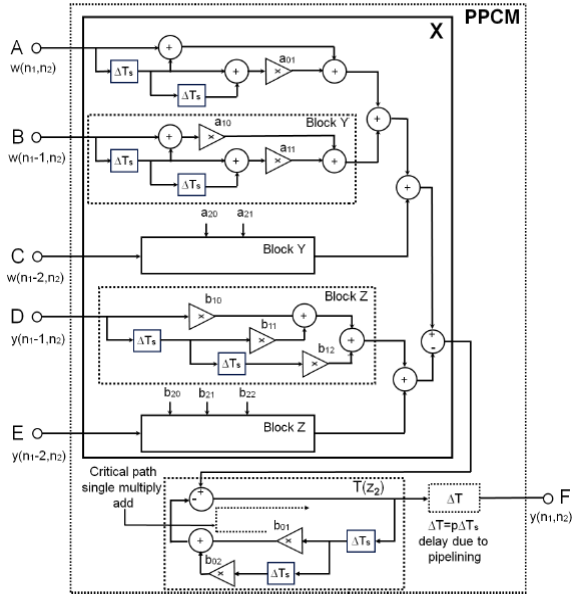 PPCM
X
A
w(n1,n2)
+
a01
ΔTs
+
×
+
ΔTs
+
a10
Block Y
B
+
×
w(n1-1,n2)
a11
ΔTs
+
×
+
ΔTs
+
a20 a21
Block Y
C
w(n1-2,n2)
Block Z
b10
D
×
+
y(n1-1,n2)
b11
ΔTs
×
+
b12
ΔTs
×
+
-
b20 b21 b22
+
Block Z
E
y(n1-2,n2)
Critical path
single multiply
add
T(z2)
+
-
ΔT
F
y(n1,n2)
ΔT=pΔTs
delay due to
pipelining
b01
+
×
ΔTs
b02
×
ΔTs